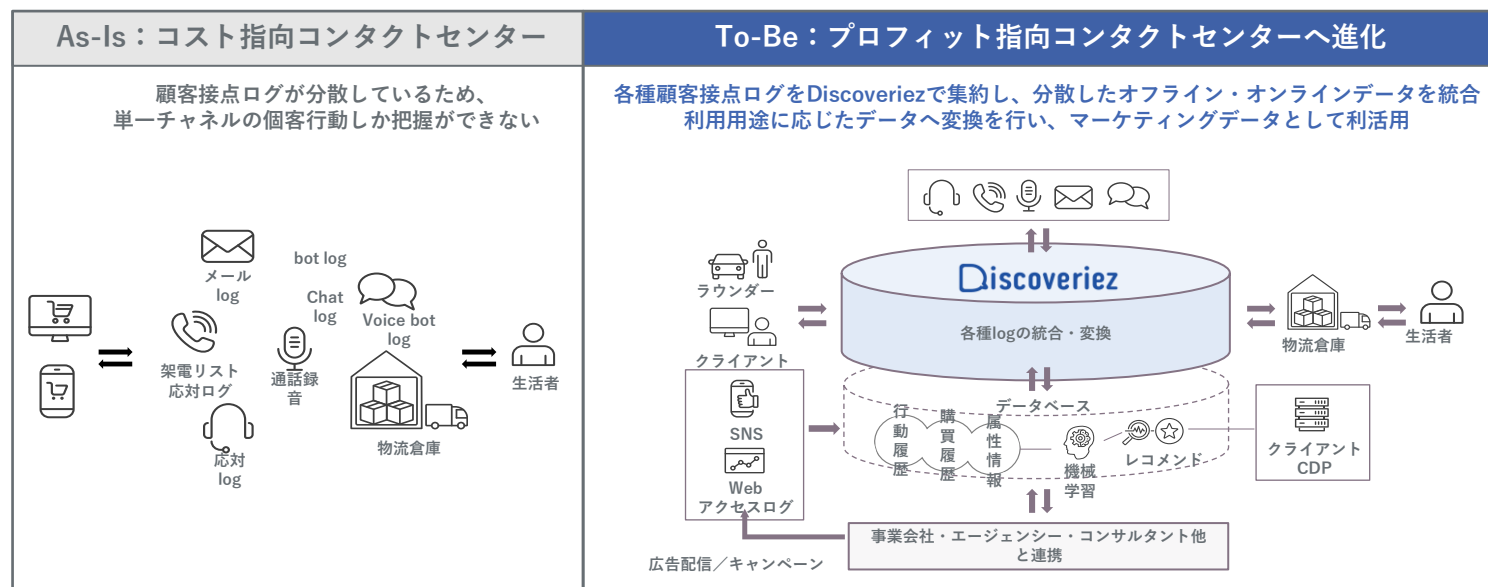 As-Is：コスト指向コンタクトセンター
顧客接点ログが分散しているため、
単一チャネルの個客行動しか把握ができない
メール
log
bot log
Chat
log
Voice bot
log
架電リスト
応対ログ
通話録
音
応対
log
物流倉庫
生活者
To-Be：プロフィット指向コンタクトセンターへ進化
各種顧客接点ログをDiscoveriezで集約し、分散したオフライン・オンラインデータを統合
利用用途に応じたデータへ変換を行い、マーケティングデータとして利活用
ラウンダー
クライアント
Discoveriez
各種logの統合・変換
物流倉庫
生活者
SNS
Web
アクセスログ
データベース
行動履歴
購買履歴
属性情報
機械
学習
レコメンド
クライアント
CDP
事業会社・エージェンシー・コンサルタント他
と連携
広告配信／キャンペーン